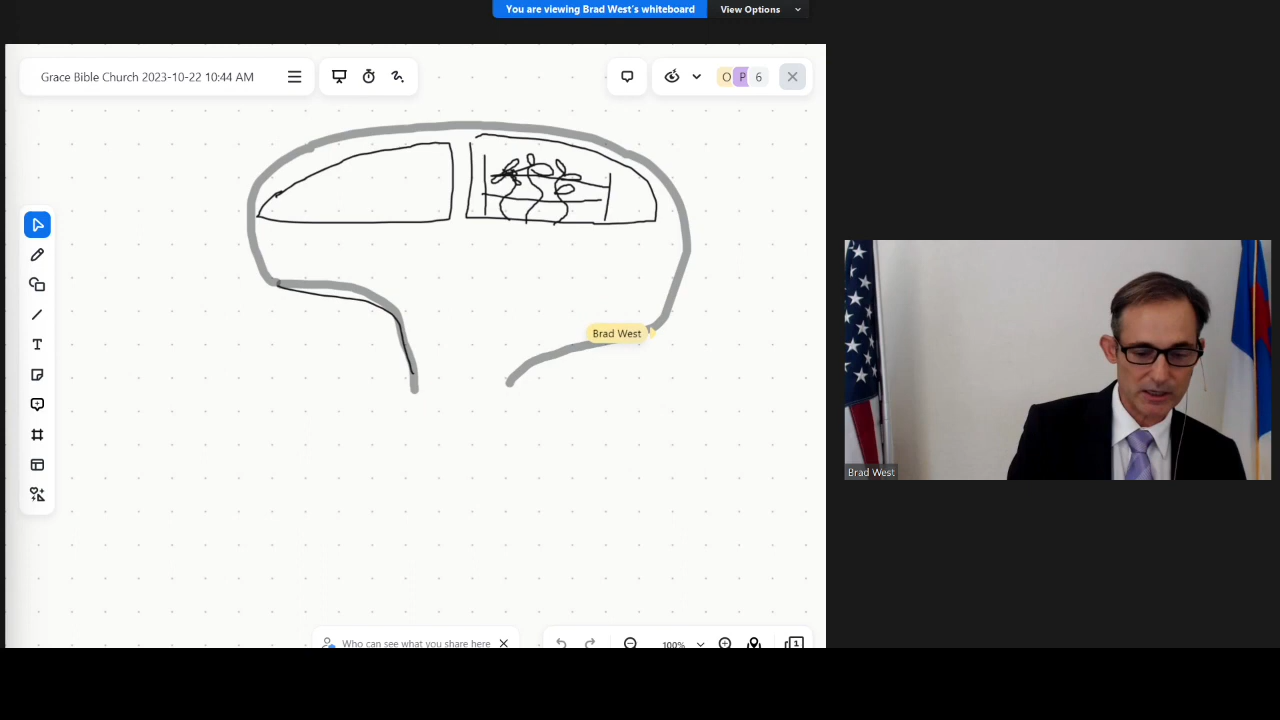 You are viewing Brad West's whiteboard
View Options
Grace Bible Church 2023-10-22 10:44 AM
O P 6
T
Brad West
Brad West
Who can see what you share here
100%
1